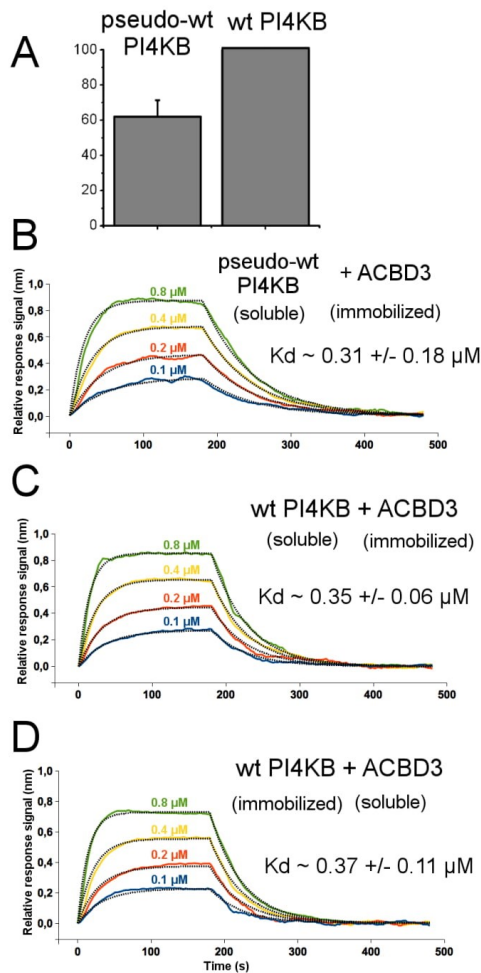 A
pseudo-wt
PI4KB
wt PI4KB
100
80
60
40
20
0
B
pseudo-wt
PI4KB
+ ACBD3
(soluble)
(immobilized)
Kd ~ 0.31 +/- 0.18 µM
Relative response signal (nm)
1,0
0,8
0,6
0,4
0,2
0,0
0.8 µM
0.4 µM
0.2 µM
0.1 µM
0
100
200
300
400
500
C
wt PI4KB + ACBD3
(soluble)
(immobilized)
Kd ~ 0.35 +/- 0.06 µM
Relative response signal (nm)
1,0
0,8
0,6
0,4
0,2
0,0
0.8 µM
0.4 µM
0.2 µM
0.1 µM
0
100
200
300
400
500
D
wt PI4KB + ACBD3
(immobilized)
(soluble)
Kd ~ 0.37 +/- 0.11 µM
Relative response signal (nm)
1,0
0,8
0,6
0,4
0,2
0,0
0.8 µM
0.4 µM
0.2 µM
0.1 µM
0
100
200
300
400
500
Time (s)